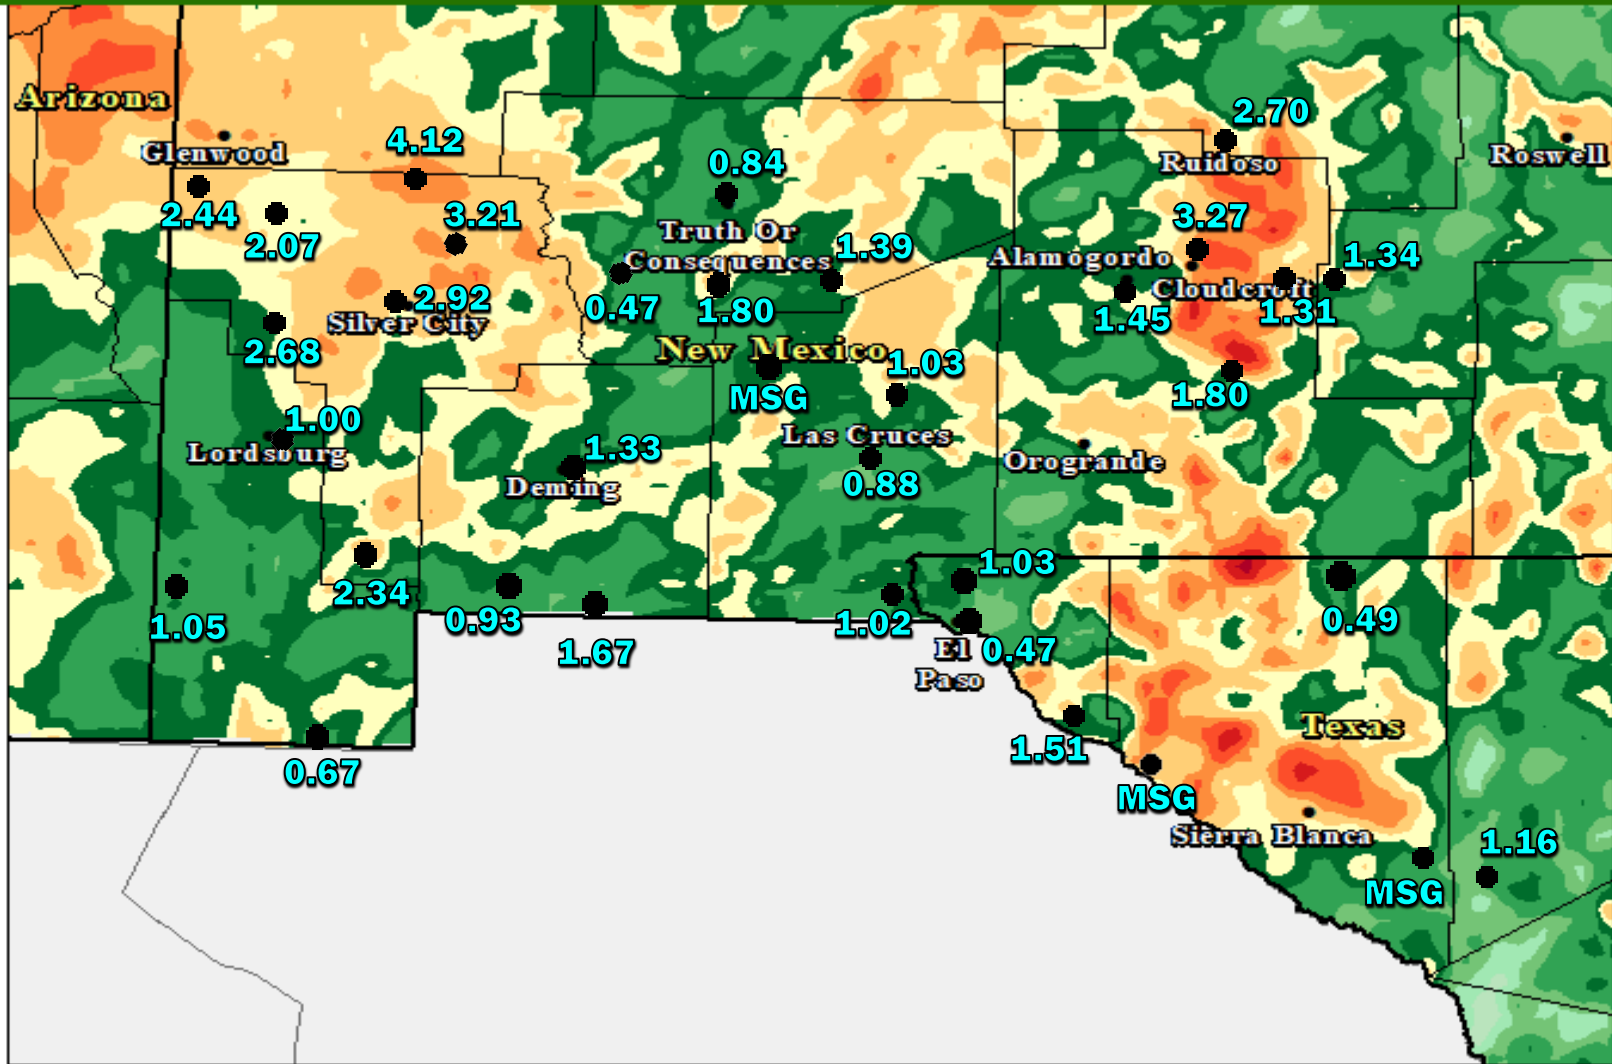 Arizona
2.70
4.12
Glenwood
Ruidoso
Roswell
0.84
2.44
3.21
3.27
2.07
Truth Or
Consequences
1.39
Alamogordo
1.34
Cloudcroft
2.92
0.47
1.80
1.45
1.31
Silver City
2.68
New Mexico
1.03
MSG
1.80
1.00
Las Cruces
Lordsburg
1.33
Orogrande
Deming
0.88
1.03
2.34
0.93
1.02
0.49
1.05
1.67
El
Paso
0.47
Texas
1.51
0.67
MSG
Sierra Blanca
1.16
MSG